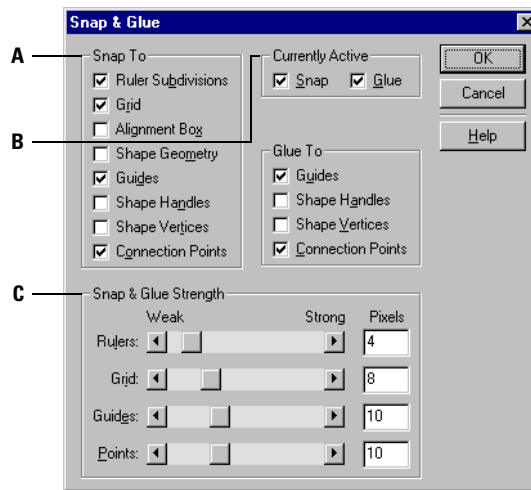 Snap & Glue
A
Snap To
Ruler Subdivisions
Grid
Alignment Box
Shape Geometry
Guides
Shape Handles
Shape Vertices
Connection Points
B
Currently Active
Snap Glue
Glue To
Guides
Shape Handles
Shape Vertices
Connection Points
OK
Cancel
Help
C
Snap & Glue Strength
Weak Strong Pixels
Rulers: 4
Grid: 8
Guides: 10
Points: 10